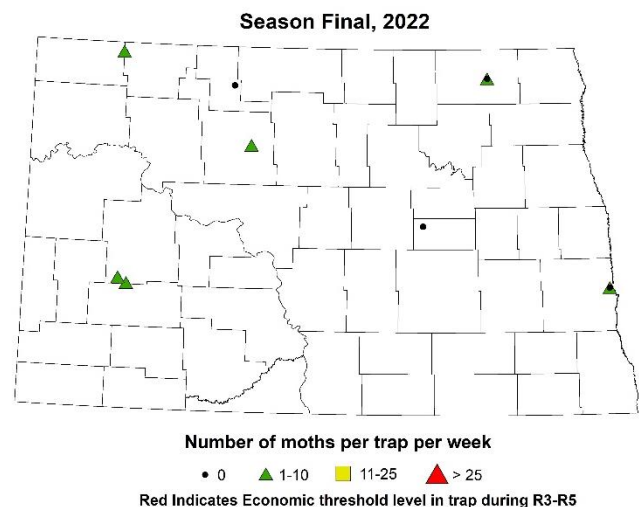 Season Final, 2022
Number of moths per trap per week
0 1-10 11-25 > 25
Red Indicates Economic threshold level in trap during R3-R5